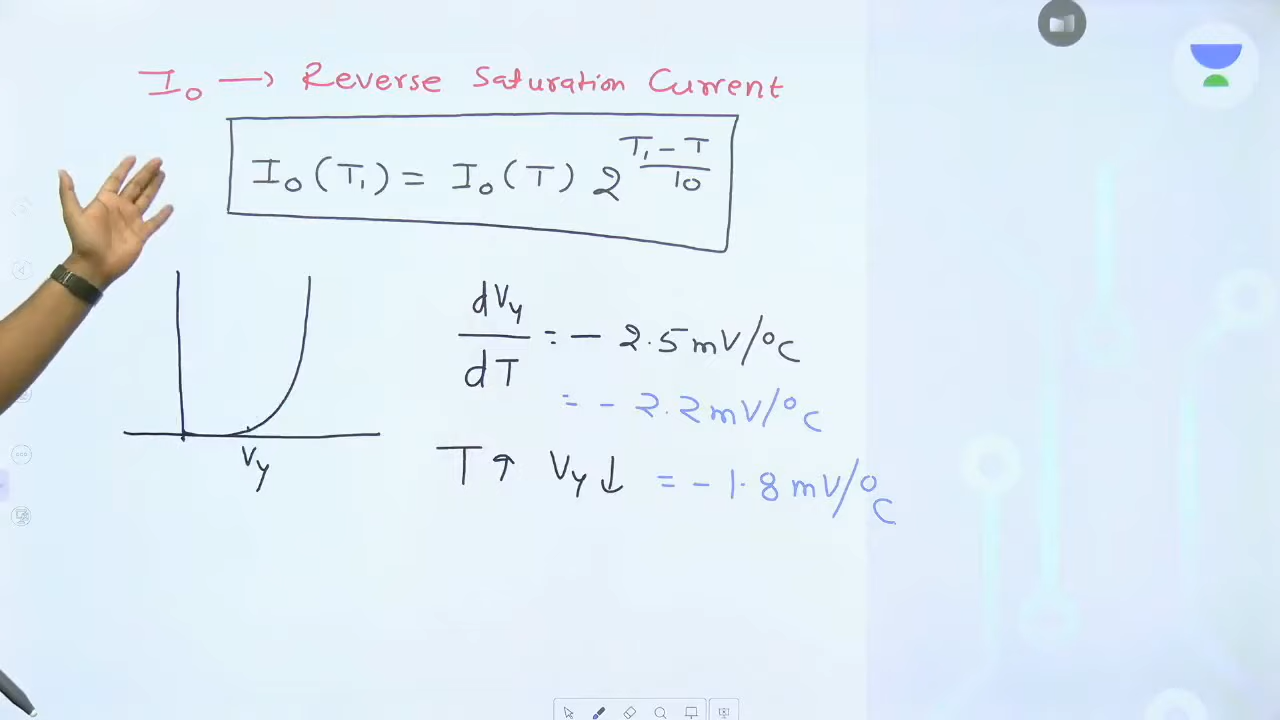 I₀ → Reverse Saturation Current
I₀(T₁) = I₀(T) 2^((T₁ - T)/10)
dVγ/dT = - 2.5 mV/°C
= - 2.2 mV/°C
T↑ Vγ↓ = - 1.8 mV/°C
Vγ